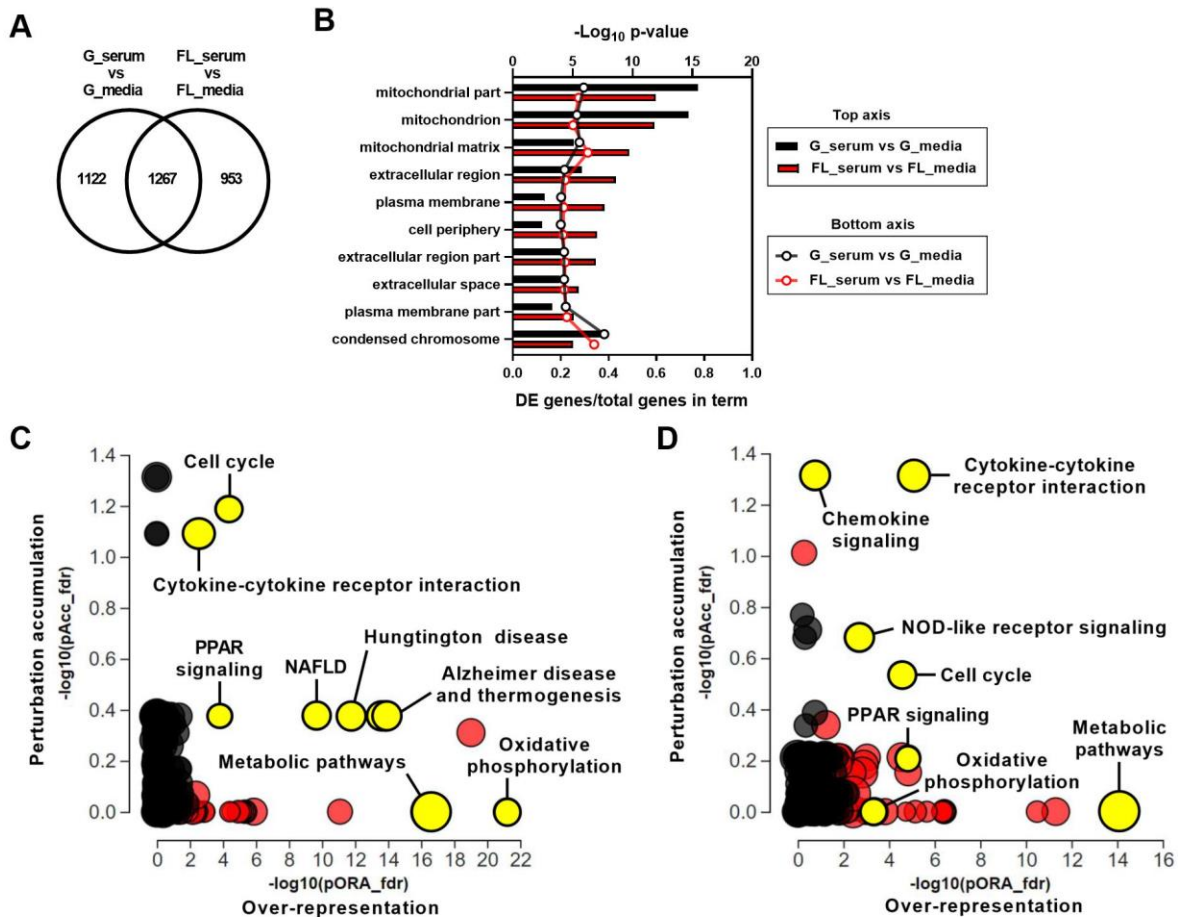 A
G_serum
vs
G_media
FL_serum
vs
FL_media
1122
1267
953
B
-Log10 p-value
0 5 10 15 20
mitochondrial part
mitochondrion
mitochondrial matrix
extracellular region
plasma membrane
cell periphery
extracellular region part
extracellular space
plasma membrane part
condensed chromosome
0.0 0.2 0.4 0.6 0.8 1.0
DE genes/total genes in term
Top axis
G_serum vs G_media
FL_serum vs FL_media
Bottom axis
G_serum vs G_media
FL_serum vs FL_media
C
Perturbation accumulation
-log10(pAcc_fdr)
1.4
1.2
1.0
0.8
0.6
0.4
0.2
0.0
Cell cycle
Cytokine-cytokine receptor interaction
PPAR
signaling
NAFLD
Hungtington disease
Alzheimer disease
and thermogenesis
Metabolic pathways
Oxidative
phosphorylation
0 2 4 6 8 10 12 14 16 18 20 22
-log10(pORA_fdr)
Over-representation
D
Perturbation accumulation
-log10(pAcc_fdr)
1.4
1.2
1.0
0.8
0.6
0.4
0.2
0.0
Cytokine-cytokine
receptor interaction
Chemokine
signaling
NOD-like receptor signaling
Cell cycle
PPAR signaling
Oxidative
phosphorylation
Metabolic
pathways
0 2 4 6 8 10 12 14 16
-log10(pORA_fdr)
Over-representation